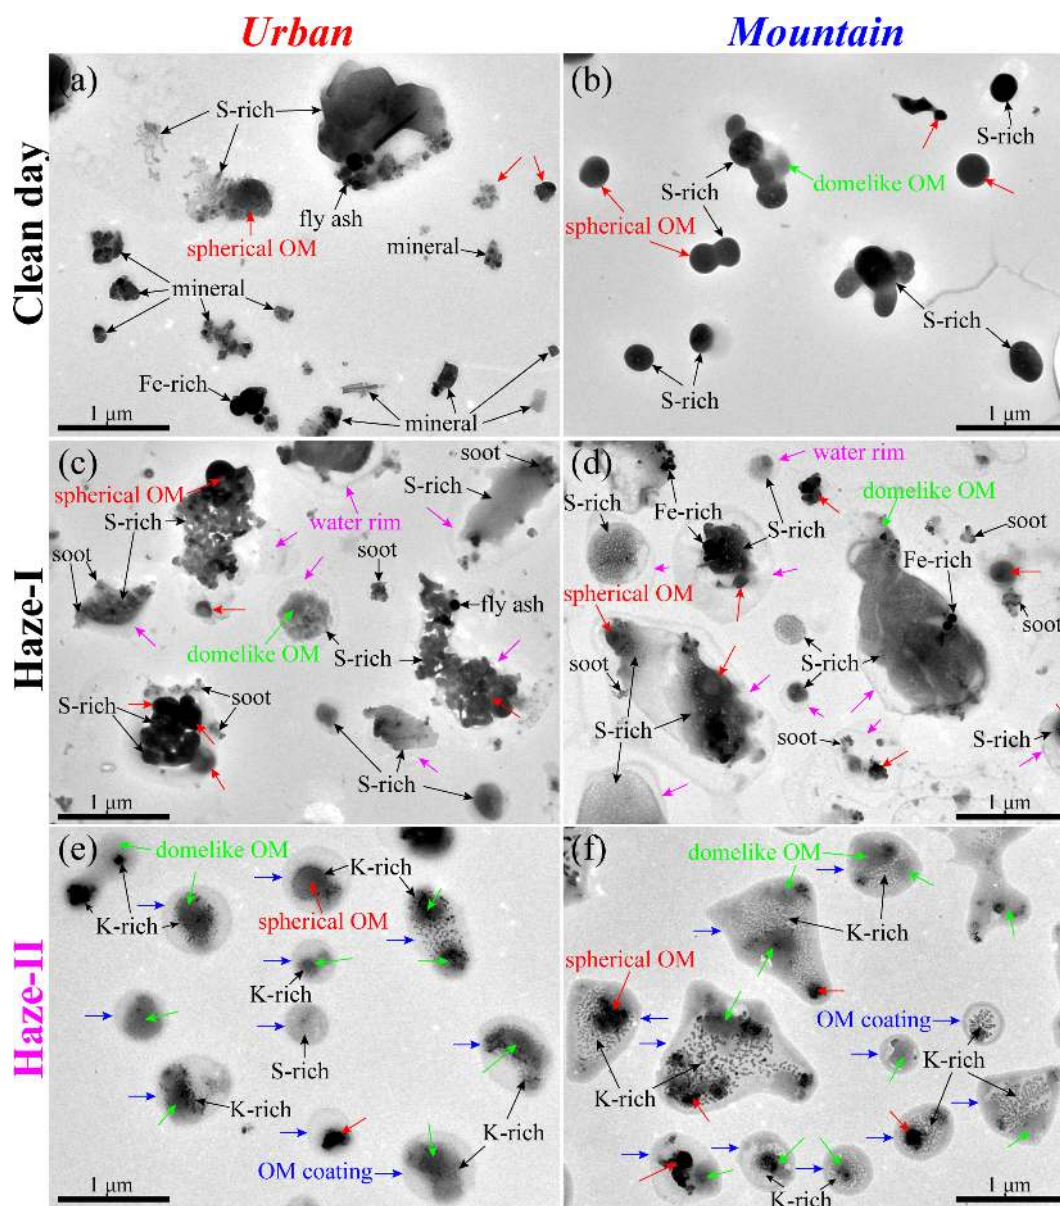 Urban
Mountain
Clean day
(a)
S-rich
fly ash
spherical OM
mineral
mineral
Fe-rich
mineral
1 μm
(b)
S-rich
S-rich
domelike OM
spherical OM
S-rich
S-rich
1 μm
Haze-I
(c)
soot
spherical OM
S-rich
S-rich
water rim
soot
S-rich
soot
fly ash
domelike OM
S-rich
soot
S-rich
S-rich
1 μm
(d)
water rim
domelike OM
S-rich
Fe-rich
S-rich
soot
Fe-rich
spherical OM
soot
S-rich
soot
S-rich
soot
S-rich
1 μm
Haze-II
(e)
domelike OM
K-rich
K-rich
spherical OM
K-rich
K-rich
S-rich
K-rich
K-rich
OM coating
1 μm
(f)
domelike OM
K-rich
K-rich
spherical OM
OM coating
K-rich
K-rich
K-rich
1 μm